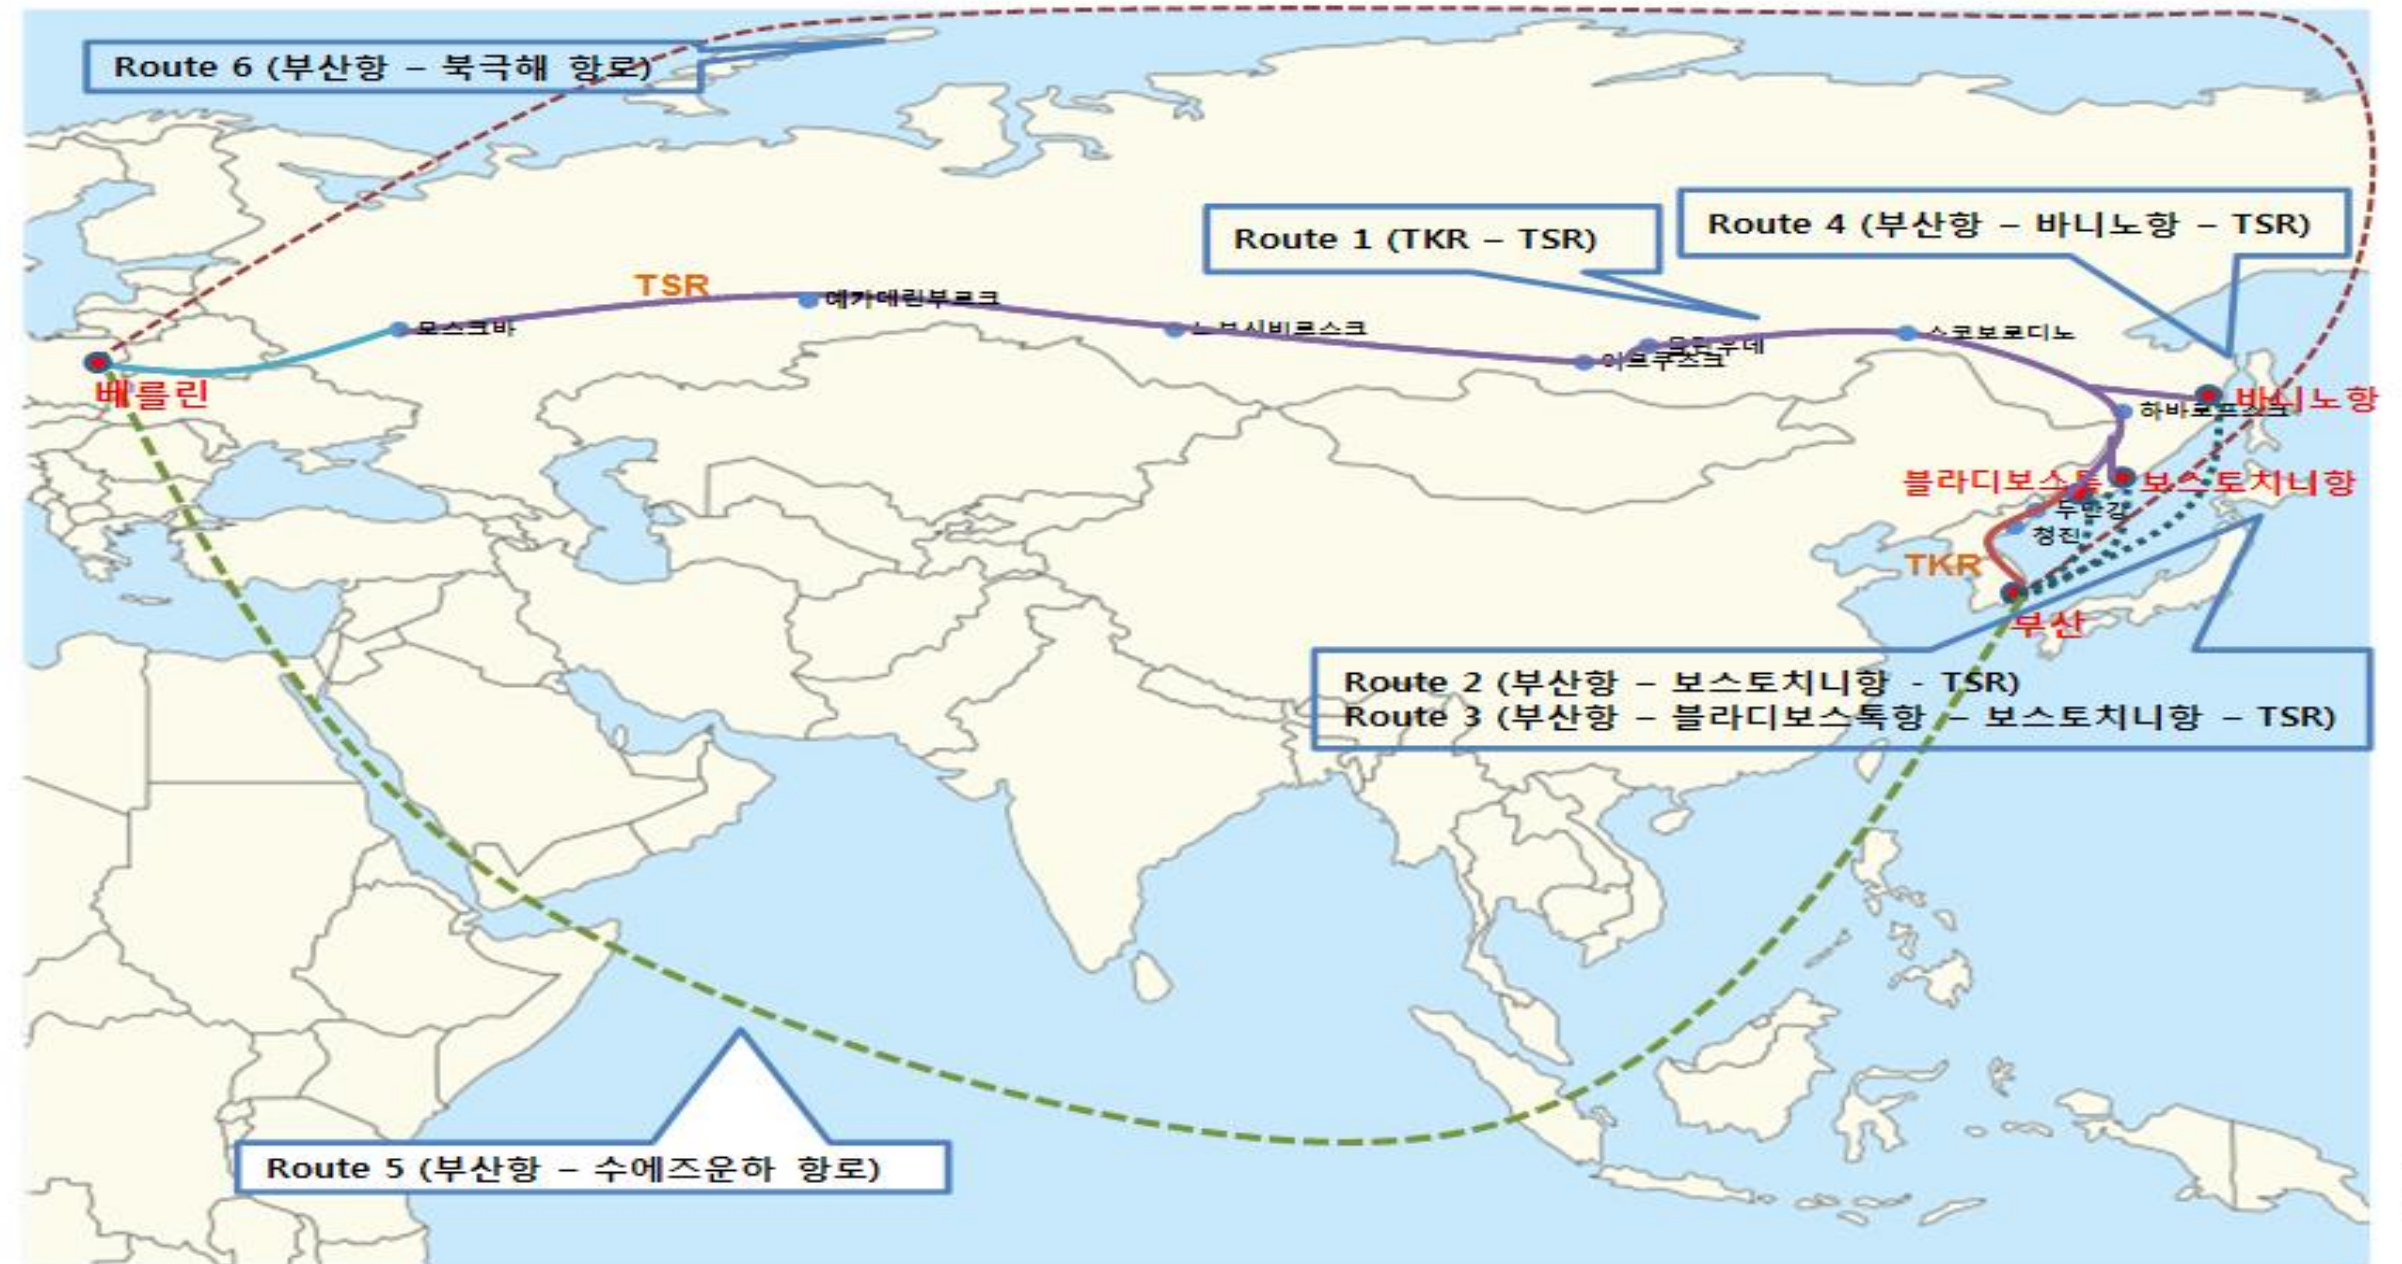 Route 6 (부산항 – 북극해 항로)
Route 4 (부산항 – 바니노항 – TSR)
Route 1 (TKR – TSR)
TSR
예카테린부르크
모스크바
노보시비르스크
이르쿠츠크
울란우데
스코보로디노
베를린
바니노항
하바로프스크
블라디보스톡
보스토치니항
두만강
청진
TKR
부산
Route 2 (부산항 – 보스토치니항 - TSR)
Route 3 (부산항 – 블라디보스톡항 – 보스토치니항 – TSR)
Route 5 (부산항 – 수에즈운하 항로)